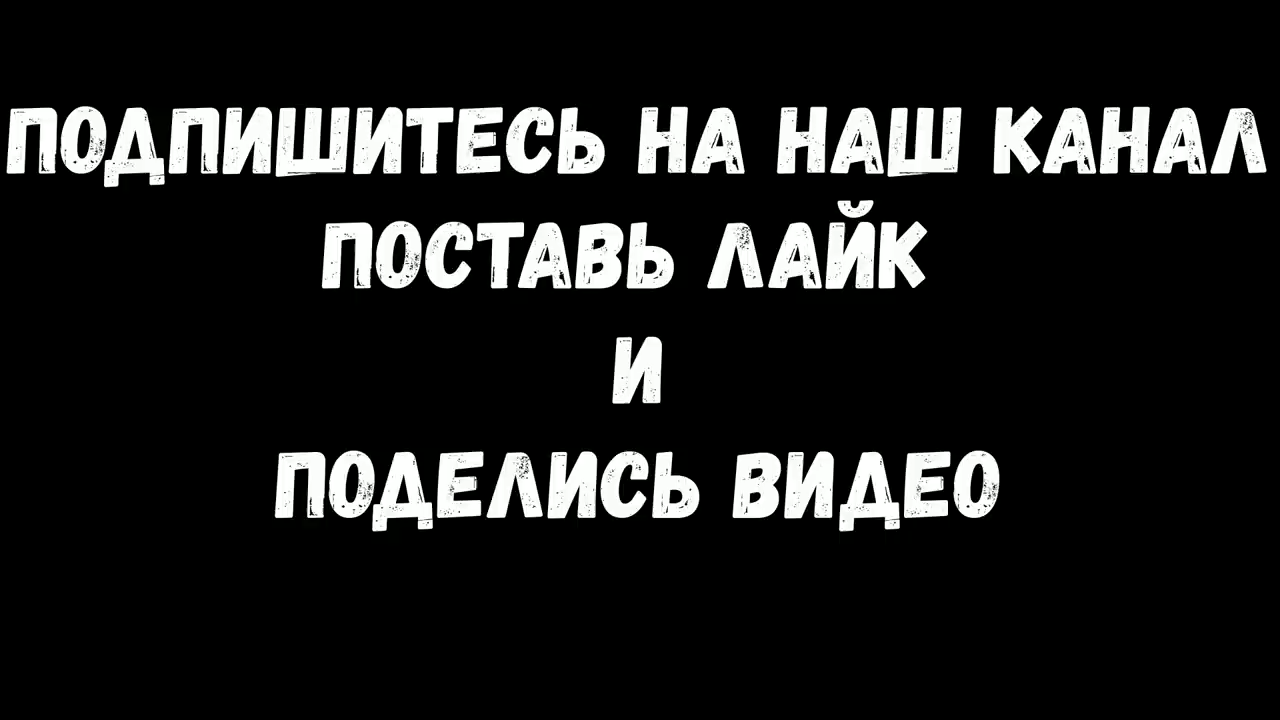 ПОДПИШИТЕСЬ НА НАШ КАНАЛ
ПОСТАВЬ ЛАЙК
И
ПОДЕЛИСЬ ВИДЕО